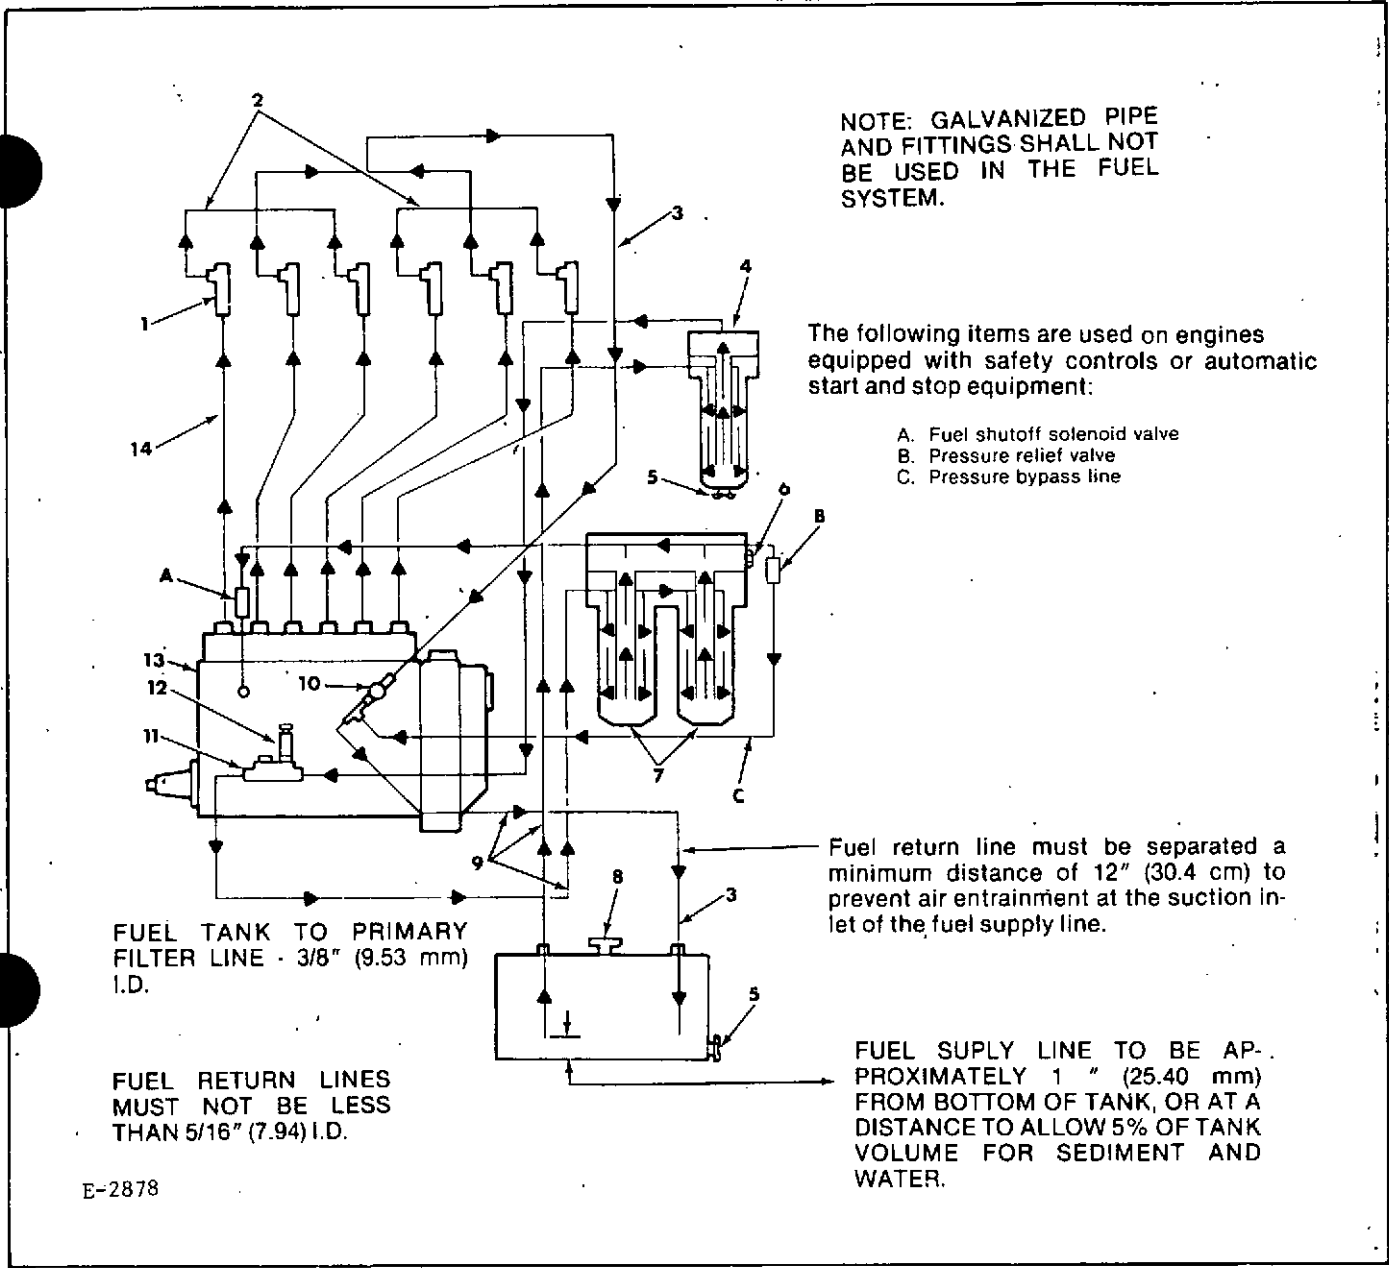 NOTE: GALVANIZED PIPE
AND FITTINGS SHALL NOT
BE USED IN THE FUEL
SYSTEM.
2
3
4
1
The following items are used on engines
equipped with safety controls or automatic
start and stop equipment:
A. Fuel shutoff solenoid valve
B. Pressure relief valve
C. Pressure bypass line
14
5
6
B
A
13
12
10
11
7
C
9
8
3
Fuel return line must be separated a
minimum distance of 12" (30.4 cm) to
prevent air entrainment at the suction in-
let of the fuel supply line.
FUEL TANK TO PRIMARY
FILTER LINE - 3/8" (9.53 mm)
I.D.
5
FUEL RETURN LINES
MUST NOT BE LESS
THAN 5/16" (7.94) I.D.
FUEL SUPLY LINE TO BE AP-
PROXIMATELY 1 " (25.40 mm)
FROM BOTTOM OF TANK, OR AT A
DISTANCE TO ALLOW 5% OF TANK
VOLUME FOR SEDIMENT AND
WATER.
E-2878